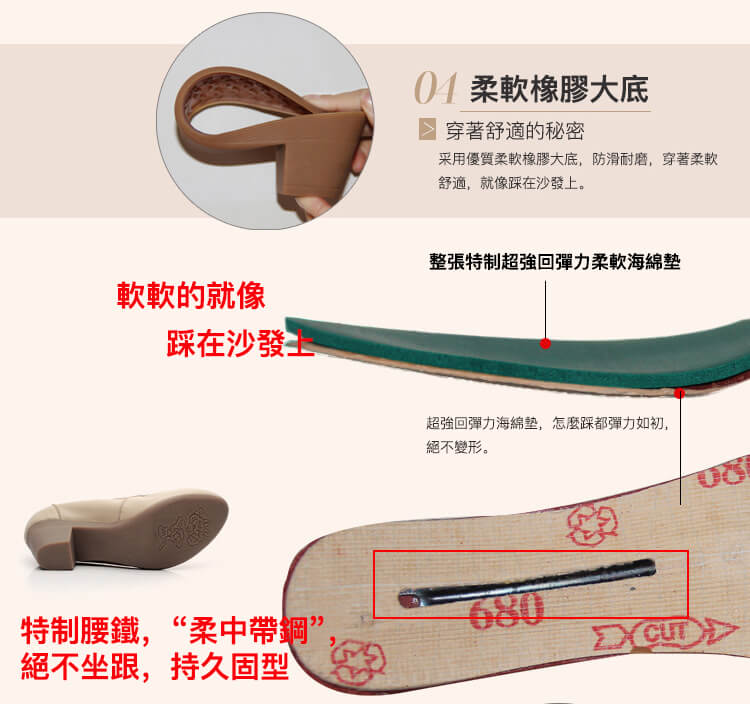 04 柔軟橡膠大底
> 穿著舒適的秘密
采用優質柔軟橡膠大底，防滑耐磨，穿著柔軟
舒適，就像踩在沙發上。
整張特制超強回彈力柔軟海綿墊
軟軟的就像
踩在沙發上
超強回彈力海綿墊，怎麼踩都彈力如初，
絕不變形。
680
CUT
特制腰鐵，“柔中帶鋼”，
絕不坐跟，持久固型